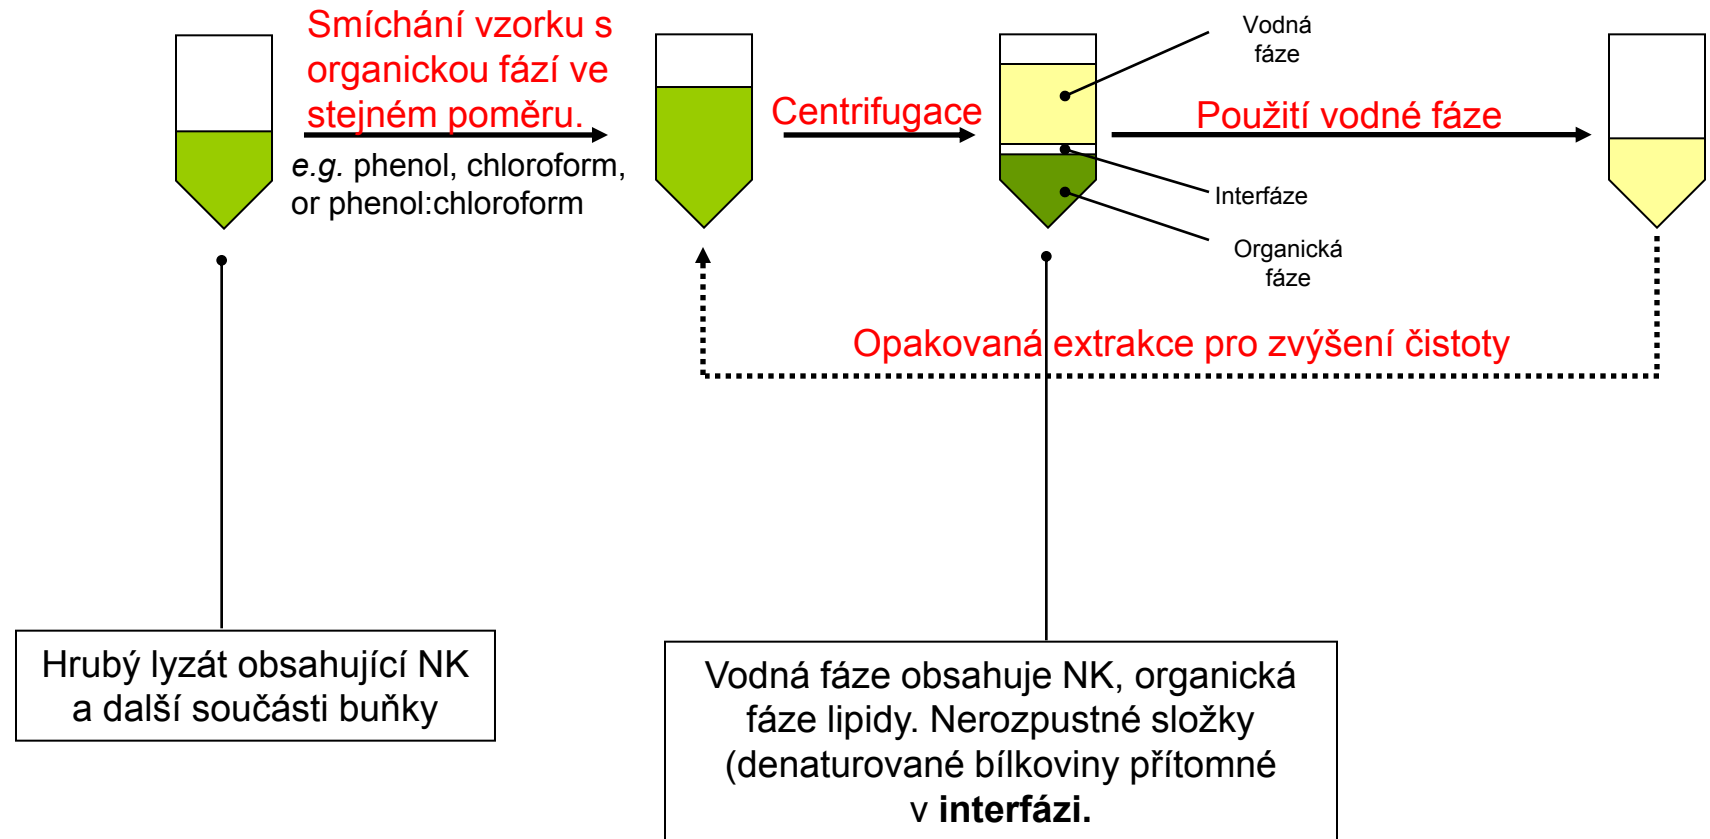 Smíchání vzorku s
organickou fází ve
stejném poměru.
e.g. phenol, chloroform,
or phenol:chloroform
Centrifugace
Vodná
fáze
Interfáze
Organická
fáze
Použití vodné fáze
Opakovaná extrakce pro zvýšení čistoty
Hrubý lyzát obsahující NK
a další součásti buňky
Vodná fáze obsahuje NK, organická
fáze lipidy. Nerozpustné složky
(denaturované bílkoviny přítomné
v interfázi.